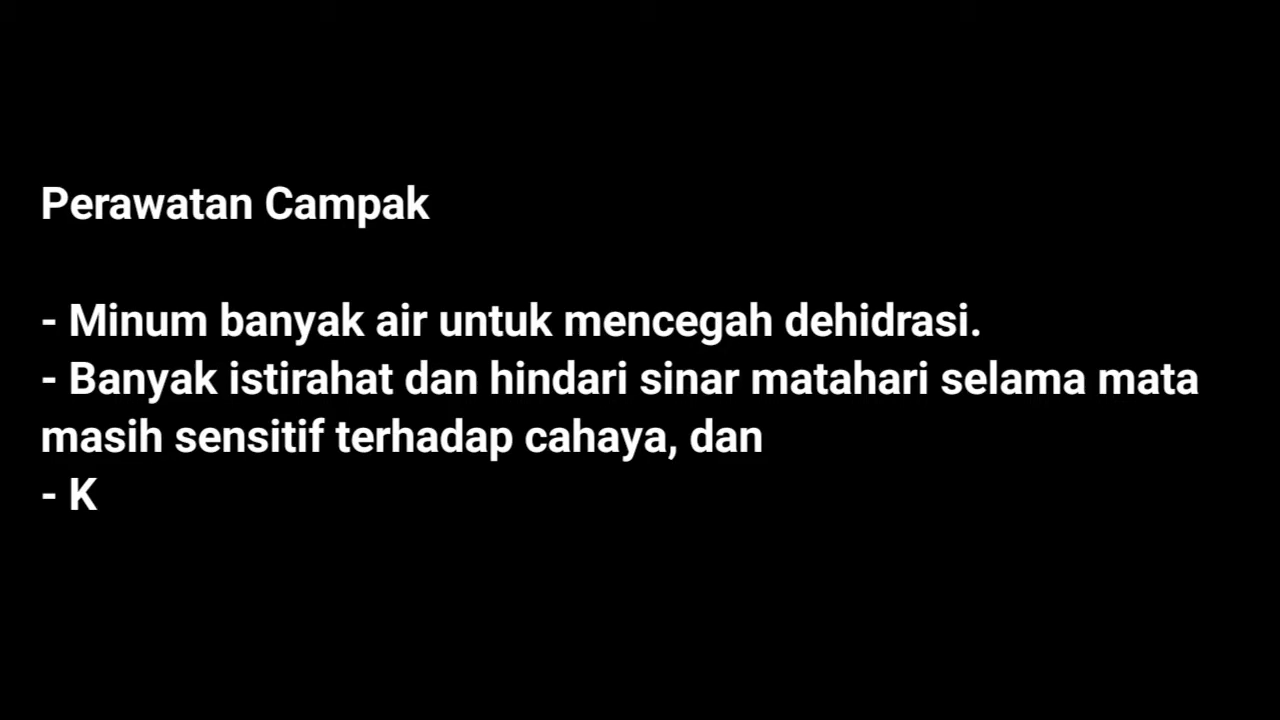 Perawatan Campak
- Minum banyak air untuk mencegah dehidrasi.
- Banyak istirahat dan hindari sinar matahari selama mata
masih sensitif terhadap cahaya, dan
- K